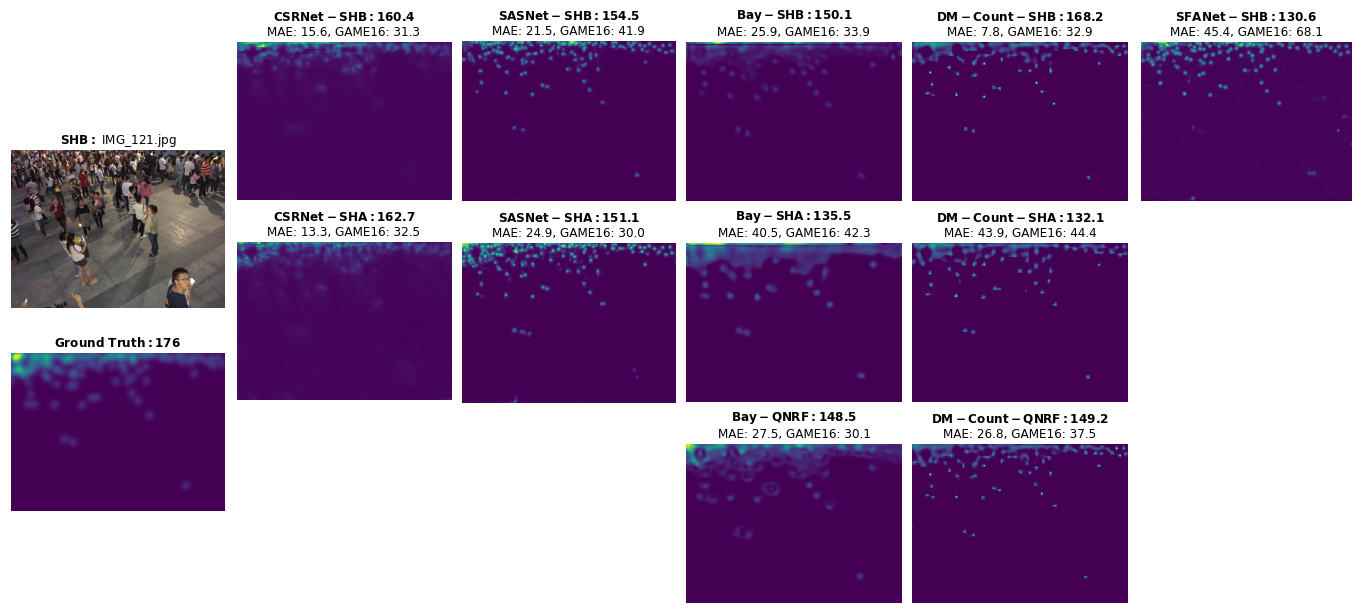 CSRNet − SHB : 160.4
MAE: 15.6, GAME16: 31.3
SASNet − SHB : 154.5
MAE: 21.5, GAME16: 41.9
Bay − SHB : 150.1
MAE: 25.9, GAME16: 33.9
DM − Count − SHB : 168.2
MAE: 7.8, GAME16: 32.9
SFANet − SHB : 130.6
MAE: 45.4, GAME16: 68.1
SHB : IMG_121.jpg
CSRNet − SHA : 162.7
MAE: 13.3, GAME16: 32.5
SASNet − SHA : 151.1
MAE: 24.9, GAME16: 30.0
Bay − SHA : 135.5
MAE: 40.5, GAME16: 42.3
DM − Count − SHA : 132.1
MAE: 43.9, GAME16: 44.4
Ground Truth : 176
Bay − QNRF : 148.5
MAE: 27.5, GAME16: 30.1
DM − Count − QNRF : 149.2
MAE: 26.8, GAME16: 37.5